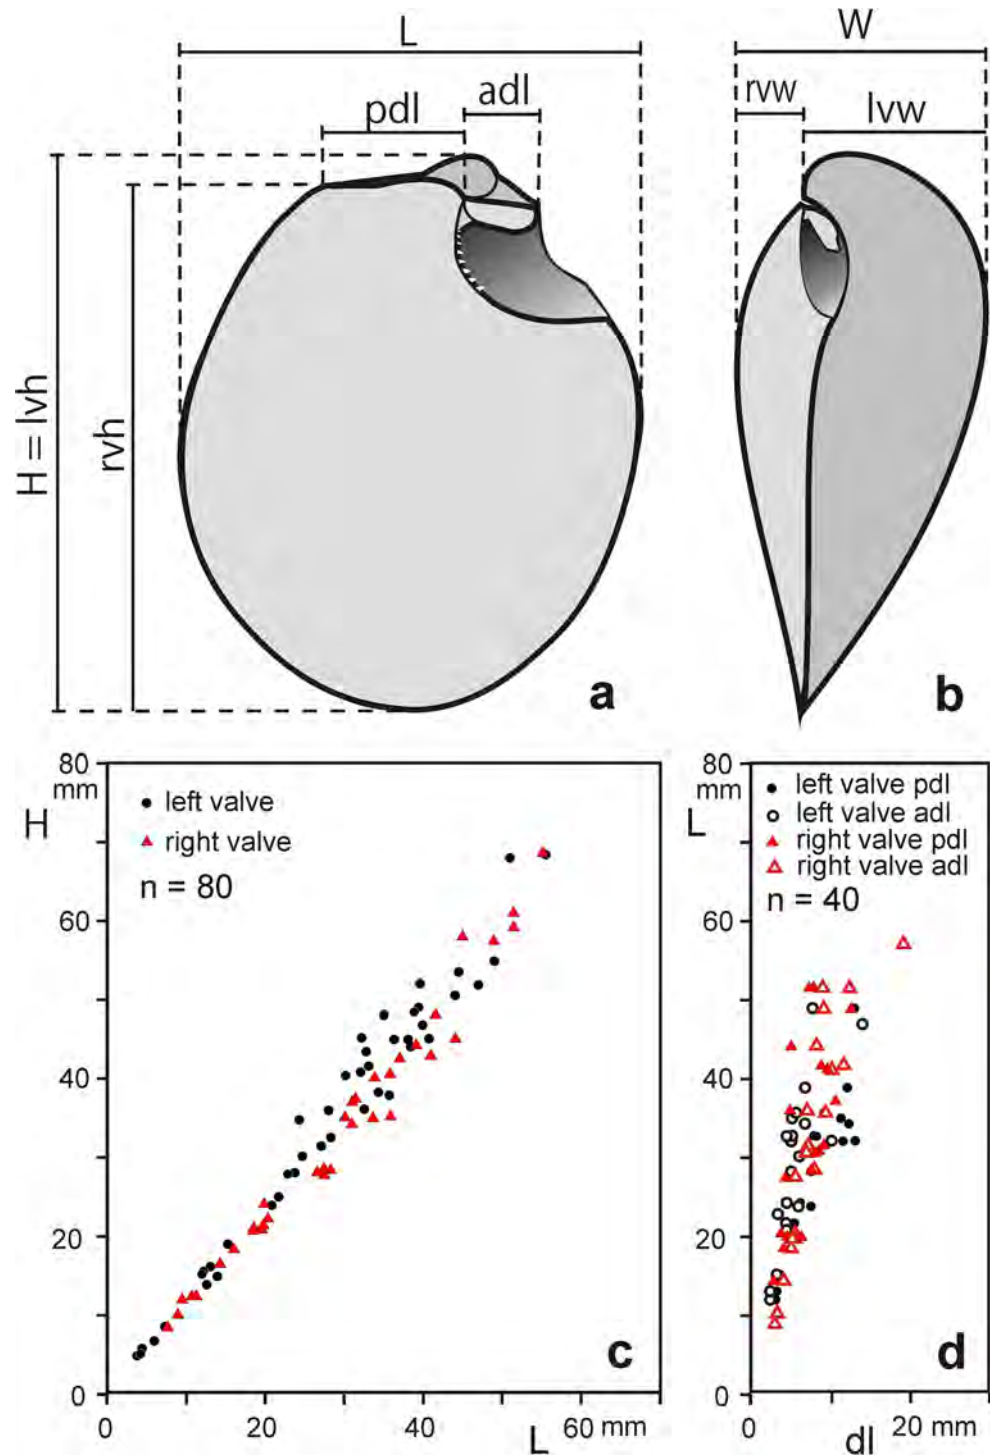 L
W
pdl
adl
rvw
lvw
H = lvh
rvh
a
b
80
mm
H
left valve
right valve
n = 80
60
40
20
0
0
20
40
60 mm
L
c
80
mm
L
left valve pdl
left valve adl
right valve pdl
right valve adl
n = 40
60
40
20
0
0
20 mm
dl
d